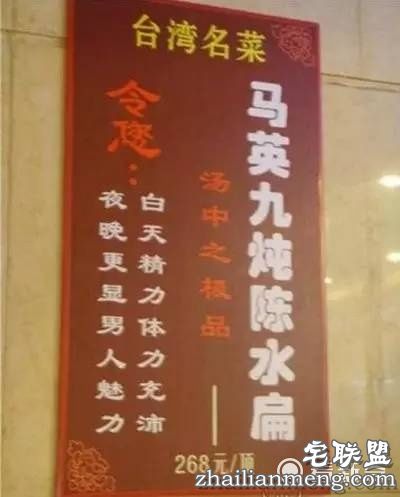 台湾名菜
马英九炖陈水扁
汤中之极品
令您：
白天精力体力充沛
夜晚更显男人魅力
268元/顶
宅联盟
zhailianmeng.com